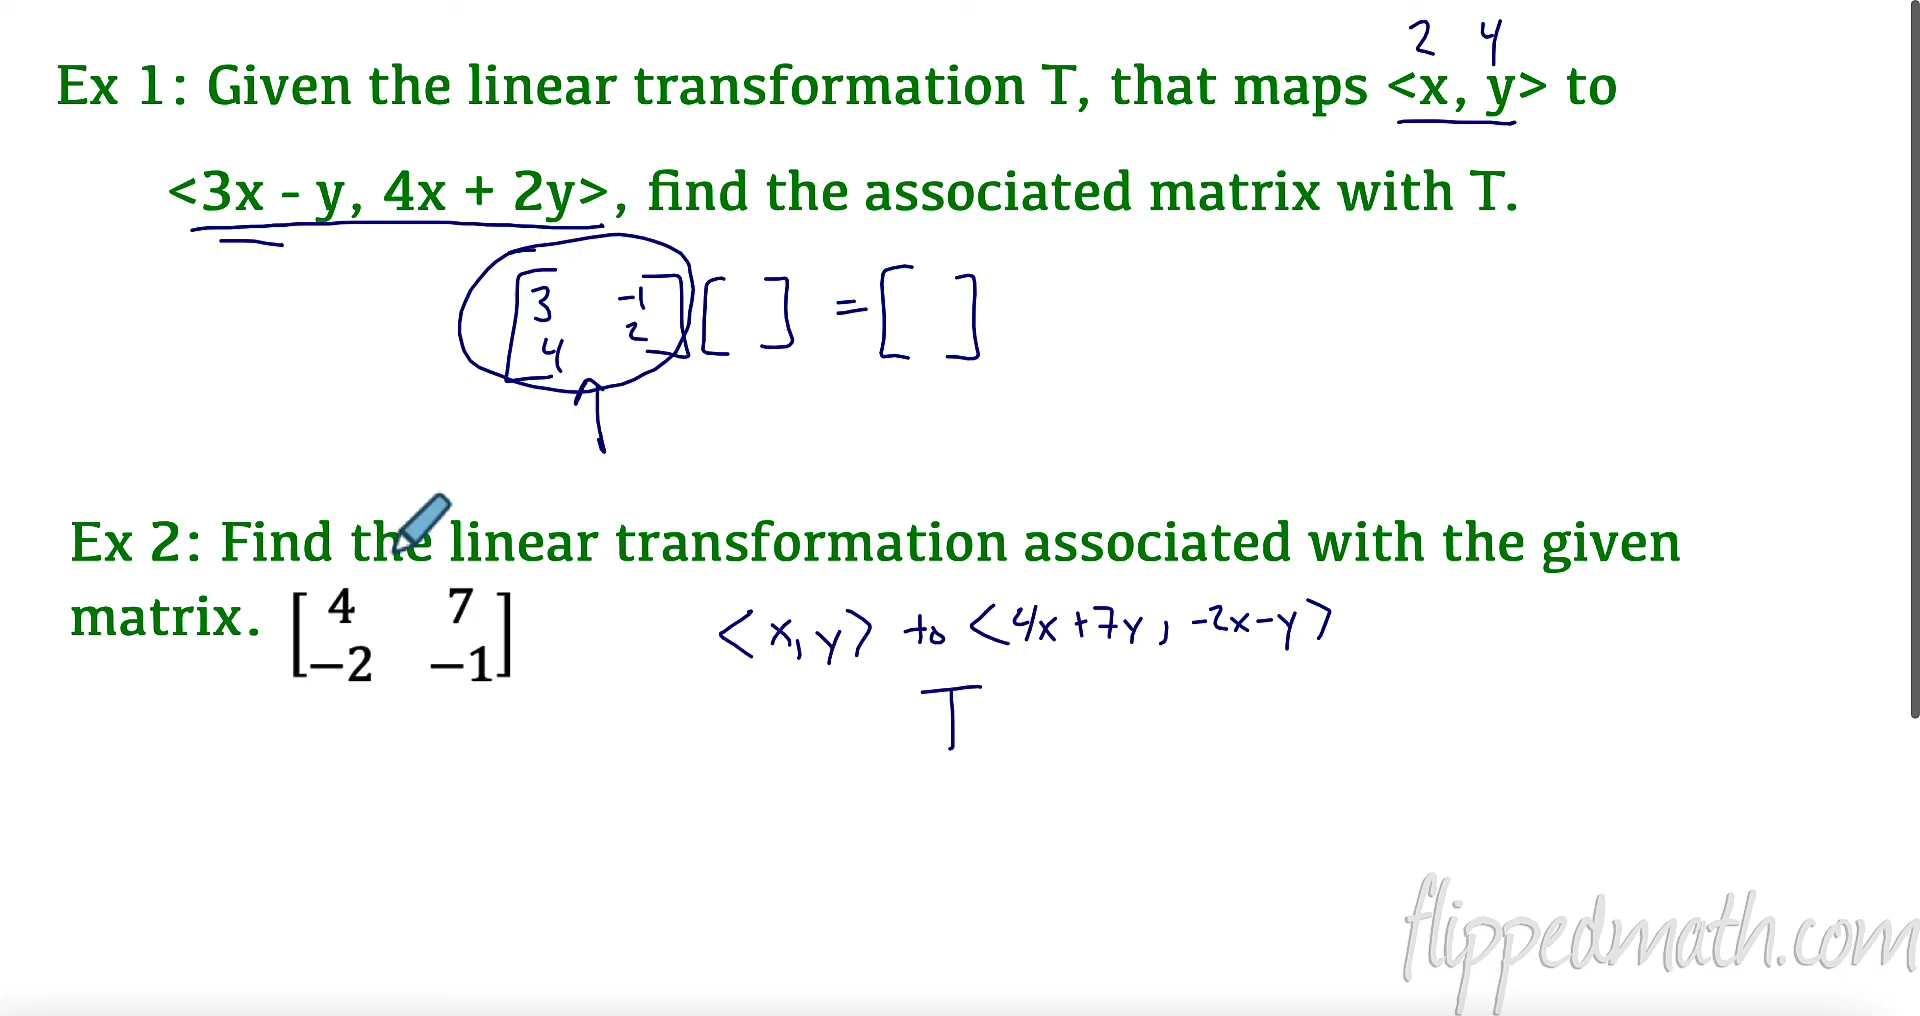 2 4
Ex 1: Given the linear transformation T, that maps <x, y> to
<3x - y, 4x + 2y>, find the associated matrix with T.
[3 -1] [ ] = [ ]
4 2
Ex 2: Find the linear transformation associated with the given
matrix. [4 7]
<x, y> to <4x + 7y, -2x - y>
[−2 −1]
T
flippedmath.com